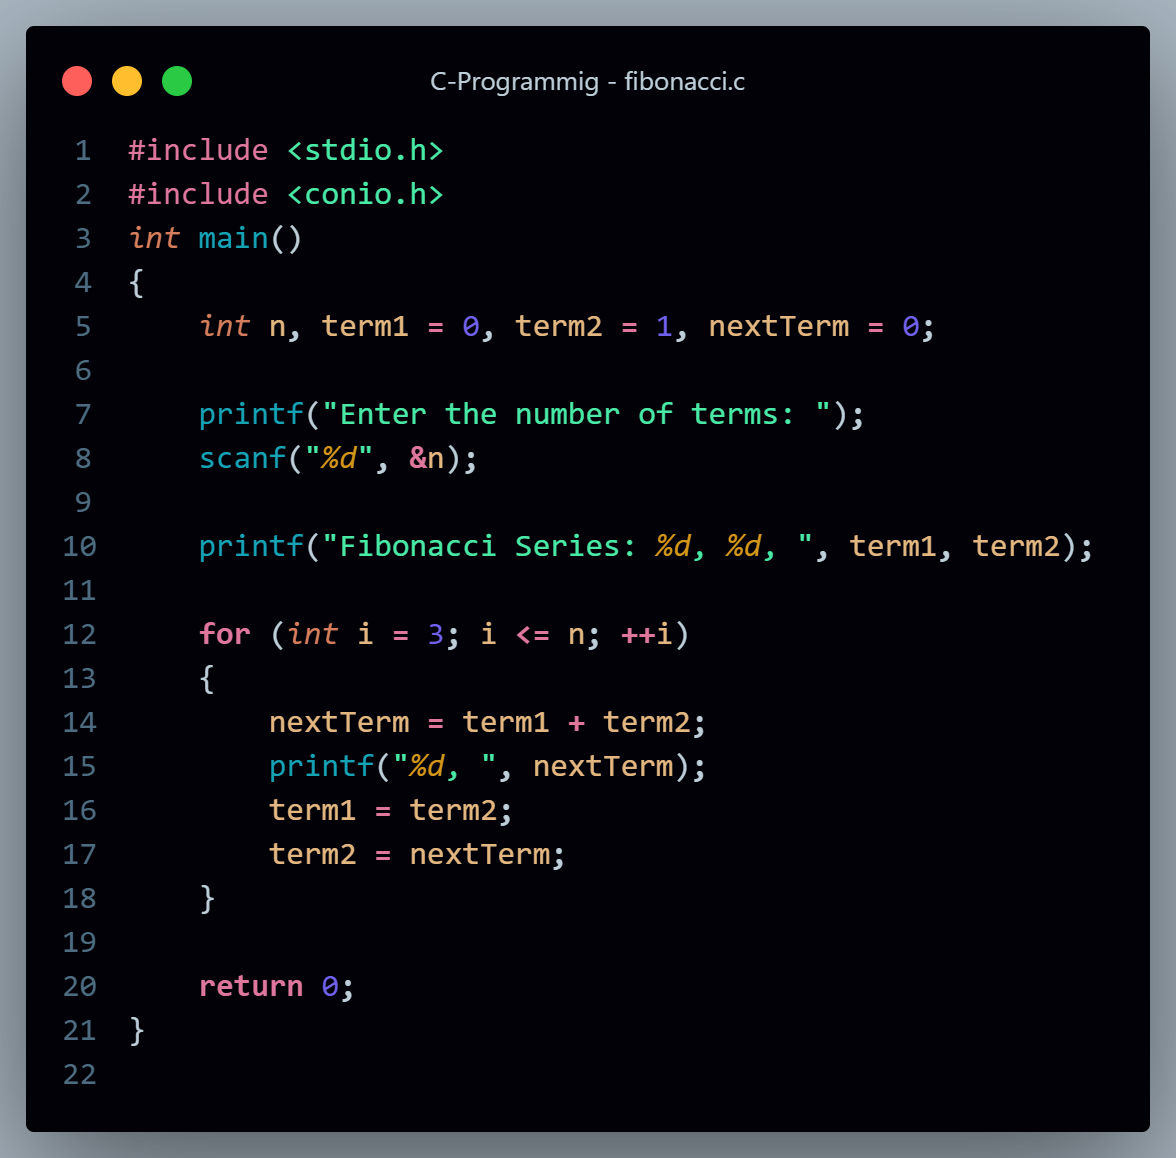 C-Programmig - fibonacci.c
1 #include <stdio.h>
2 #include <conio.h>
3 int main()
4 {
5     int n, term1 = 0, term2 = 1, nextTerm = 0;
6
7     printf("Enter the number of terms: ");
8     scanf("%d", &n);
9
10     printf("Fibonacci Series: %d, %d, ", term1, term2);
11
12     for (int i = 3; i <= n; ++i)
13     {
14         nextTerm = term1 + term2;
15         printf("%d, ", nextTerm);
16         term1 = term2;
17         term2 = nextTerm;
18     }
19
20     return 0;
21 }
22